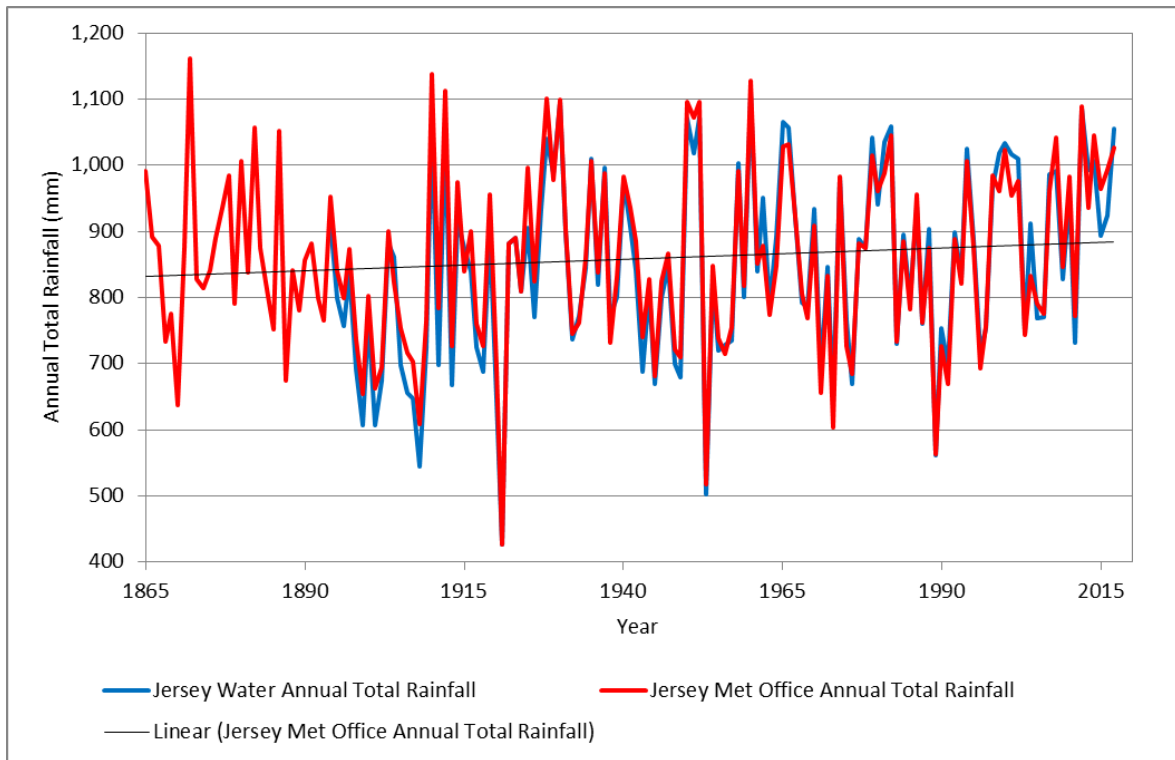 1,200
1,100
1,000
900
800
700
600
500
400
Annual Total Rainfall (mm)
1865 1890 1915 1940 1965 1990 2015
Year
Jersey Water Annual Total Rainfall Jersey Met Office Annual Total Rainfall
Linear (Jersey Met Office Annual Total Rainfall)